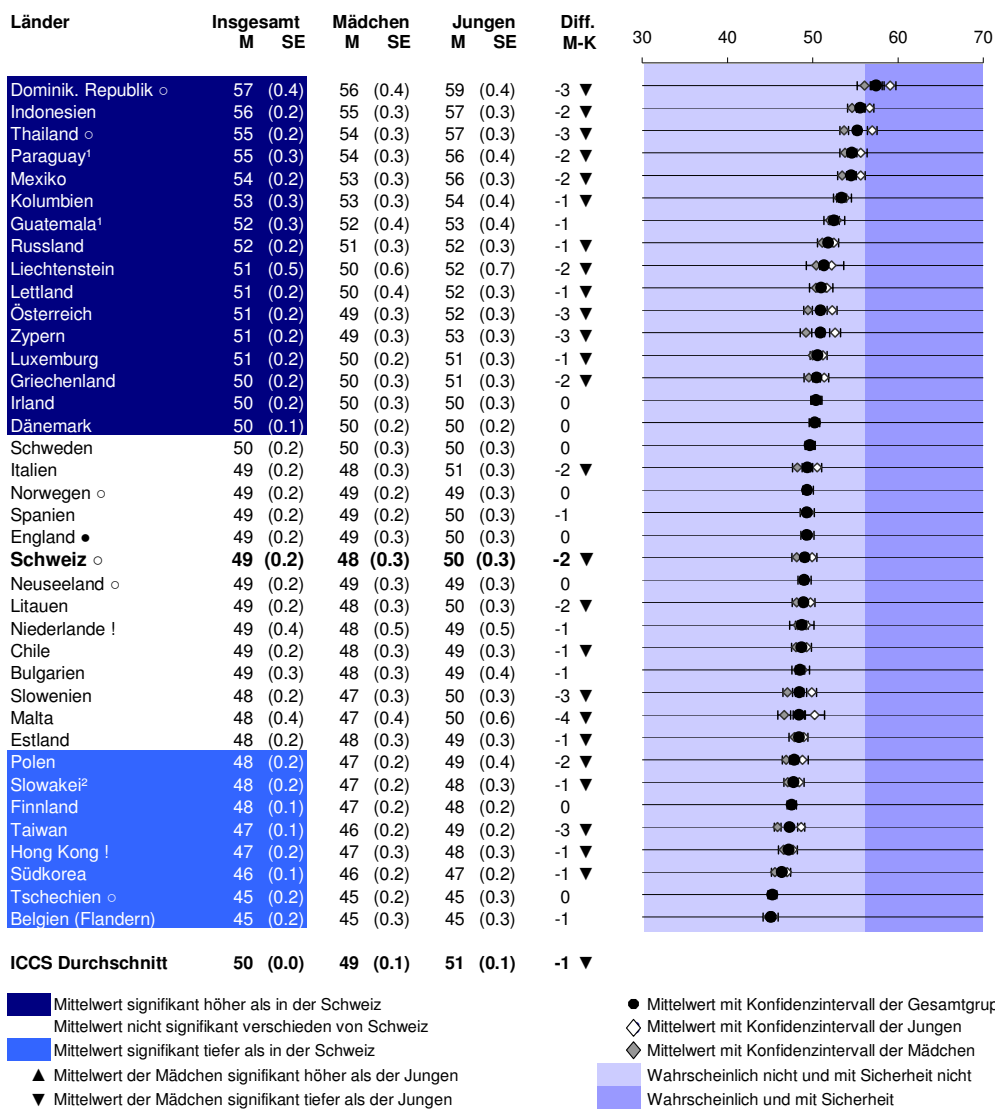 Länder Insgesamt Mädchen Jungen Diff.
M SE M SE M SE M-K 30 40 50 60 70
Dominik. Republik ○ 57 (0.4) 56 (0.4) 59 (0.4) -3 ▼
Indonesien 56 (0.2) 55 (0.3) 57 (0.3) -2 ▼
Thailand ○ 55 (0.2) 54 (0.3) 57 (0.3) -3 ▼
Paraguay¹ 55 (0.3) 54 (0.3) 56 (0.4) -2 ▼
Mexiko 54 (0.2) 53 (0.3) 56 (0.3) -2 ▼
Kolumbien 53 (0.3) 53 (0.3) 54 (0.4) -1 ▼
Guatemala¹ 52 (0.3) 52 (0.4) 53 (0.4) -1
Russland 52 (0.2) 51 (0.3) 52 (0.3) -1 ▼
Liechtenstein 51 (0.5) 50 (0.6) 52 (0.7) -2 ▼
Lettland 51 (0.2) 50 (0.4) 52 (0.3) -1 ▼
Österreich 51 (0.2) 49 (0.3) 52 (0.3) -3 ▼
Zypern 51 (0.2) 49 (0.3) 53 (0.3) -3 ▼
Luxemburg 51 (0.2) 50 (0.2) 51 (0.3) -1 ▼
Griechenland 50 (0.2) 50 (0.3) 51 (0.3) -2 ▼
Irland 50 (0.2) 50 (0.3) 50 (0.3) 0
Dänemark 50 (0.1) 50 (0.2) 50 (0.2) 0
Schweden 50 (0.2) 50 (0.3) 50 (0.3) 0
Italien 49 (0.2) 48 (0.3) 51 (0.3) -2 ▼
Norwegen ○ 49 (0.2) 49 (0.2) 49 (0.3) 0
Spanien 49 (0.2) 49 (0.2) 50 (0.3) -1
England ● 49 (0.2) 49 (0.3) 50 (0.3) 0
Schweiz ○ 49 (0.2) 48 (0.3) 50 (0.3) -2 ▼
Neuseeland ○ 49 (0.2) 49 (0.3) 49 (0.3) 0
Litauen 49 (0.2) 48 (0.3) 50 (0.3) -2 ▼
Niederlande ! 49 (0.4) 48 (0.5) 49 (0.5) -1
Chile 49 (0.2) 48 (0.3) 49 (0.3) -1 ▼
Bulgarien 49 (0.3) 48 (0.3) 49 (0.4) -1
Slowenien 48 (0.2) 47 (0.3) 50 (0.3) -3 ▼
Malta 48 (0.4) 47 (0.4) 50 (0.6) -4 ▼
Estland 48 (0.2) 48 (0.3) 49 (0.3) -1 ▼
Polen 48 (0.2) 47 (0.2) 49 (0.4) -2 ▼
Slowakei² 48 (0.2) 47 (0.2) 48 (0.3) -1 ▼
Finnland 48 (0.1) 47 (0.2) 48 (0.2) 0
Taiwan 47 (0.1) 46 (0.2) 49 (0.2) -3 ▼
Hong Kong ! 47 (0.2) 47 (0.3) 48 (0.3) -1 ▼
Südkorea 46 (0.1) 46 (0.2) 47 (0.2) -1 ▼
Tschechien ○ 45 (0.2) 45 (0.2) 45 (0.3) 0
Belgien (Flandern) 45 (0.2) 45 (0.3) 45 (0.3) -1
ICCS Durchschnitt 50 (0.0) 49 (0.1) 51 (0.1) -1 ▼
Mittelwert signifikant höher als in der Schweiz
Mittelwert nicht signifikant verschieden von Schweiz
Mittelwert signifikant tiefer als in der Schweiz
▲ Mittelwert der Mädchen signifikant höher als der Jungen
▼ Mittelwert der Mädchen signifikant tiefer als der Jungen
Mittelwert mit Konfidenzintervall der Gesamtgrup
Mittelwert mit Konfidenzintervall der Jungen
Mittelwert mit Konfidenzintervall der Mädchen
Wahrscheinlich nicht und mit Sicherheit nicht
Wahrscheinlich und mit Sicherheit